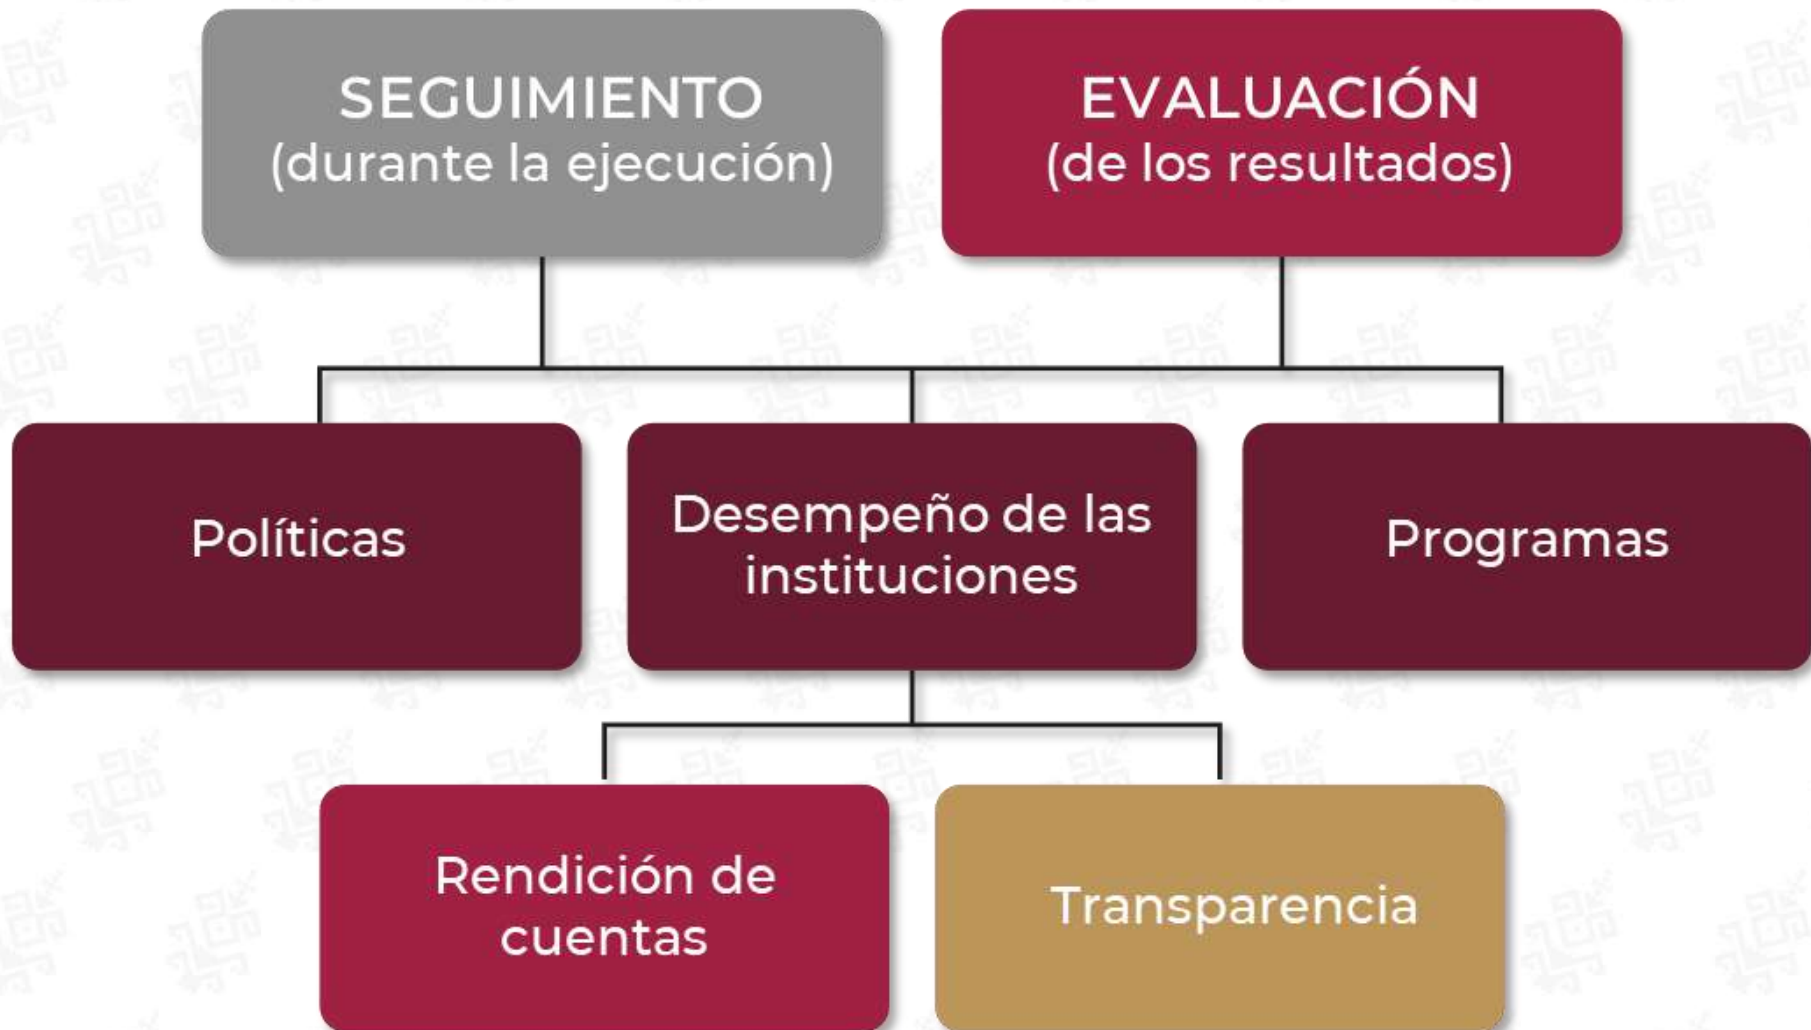 SEGUIMIENTO
(durante la ejecución)
EVALUACIÓN
(de los resultados)
Políticas
Desempeño de las
instituciones
Programas
Rendición de
cuentas
Transparencia